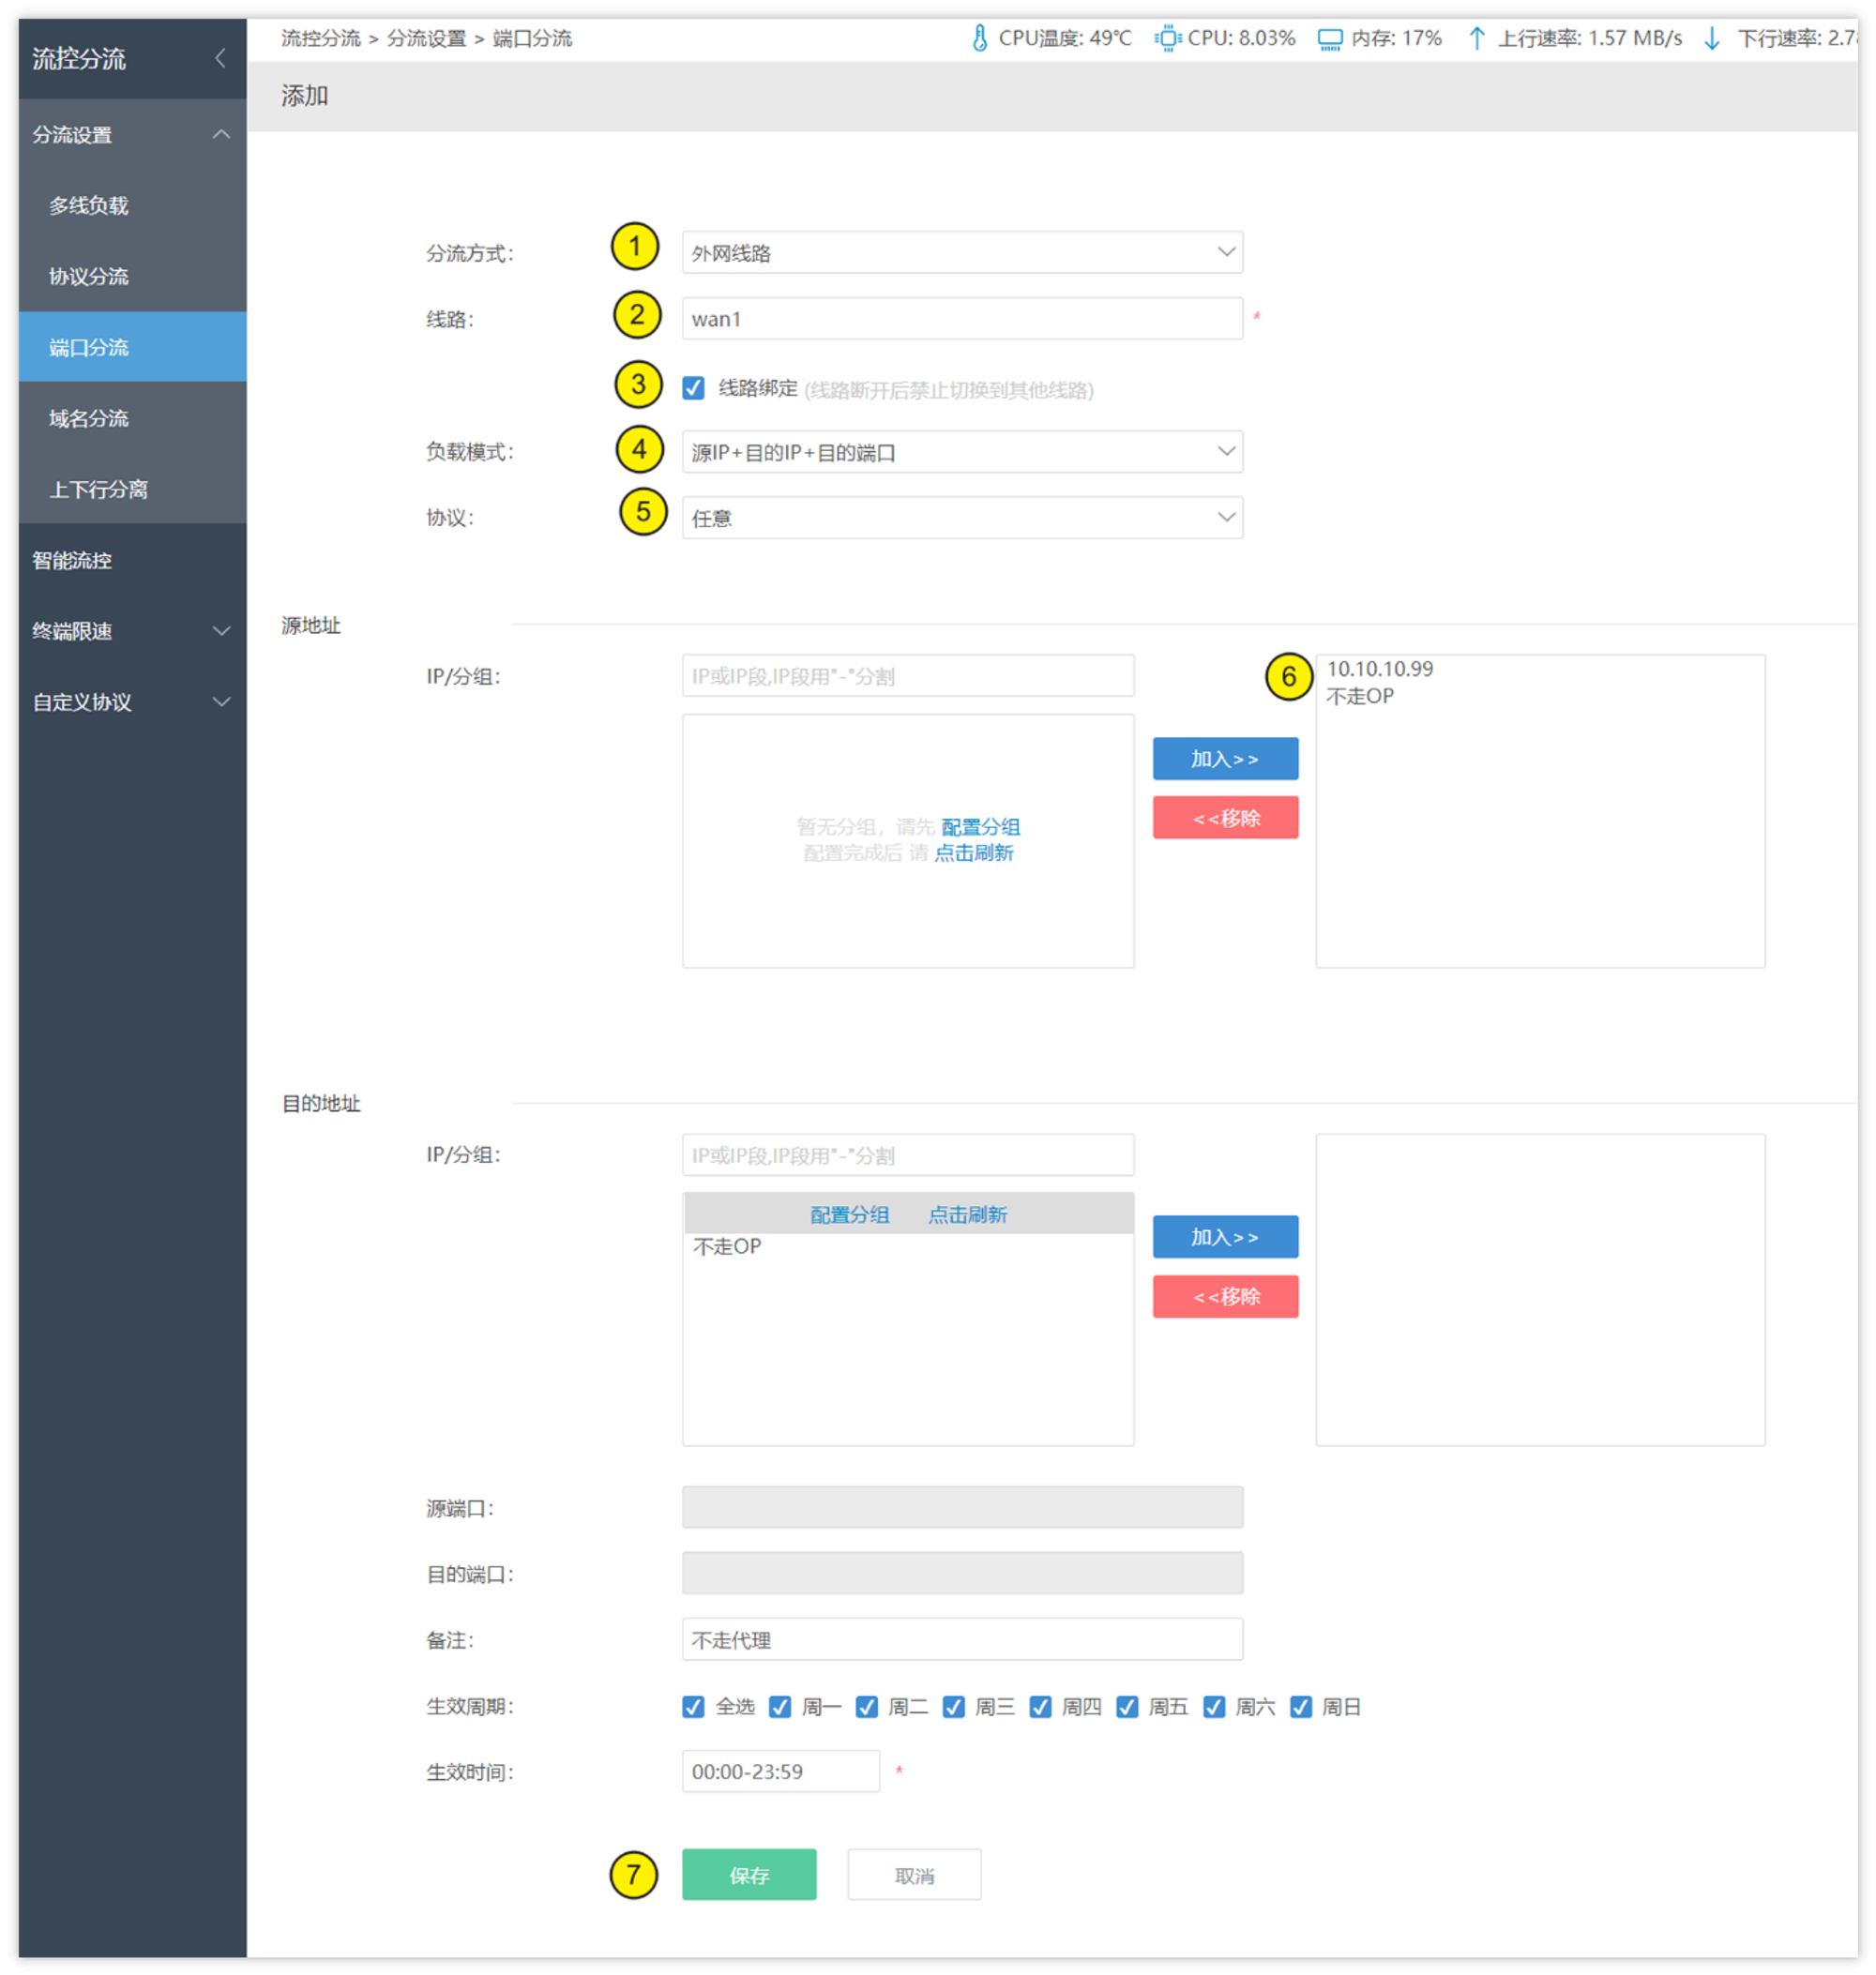 流控分流
分流设置
多线负载
协议分流
端口分流
域名分流
上下行分离
智能流控
终端限速
自定义协议
流控分流 > 分流设置 > 端口分流
CPU温度: 49℃ CPU: 8.03% 内存: 17% 上行速率: 1.57 MB/s 下行速率: 2.7
添加
分流方式: 1 外网线路
线路: 2 wan1 *
3 线路绑定 (线路断开后禁止切换到其他线路)
负载模式: 4 源IP+目的IP+目的端口
协议: 5 任意
源地址
IP/分组: IP或IP段,IP段用"-"分割
暂无分组，请先 配置分组
配置完成后 请 点击刷新
加入>>
<<移除
6 10.10.10.99
不走OP
目的地址
IP/分组: IP或IP段,IP段用"-"分割
配置分组 点击刷新
不走OP
加入>>
<<移除
源端口:
目的端口:
备注: 不走代理
生效周期: 全选 周一 周二 周三 周四 周五 周六 周日
生效时间: 00:00-23:59 *
7 保存 取消